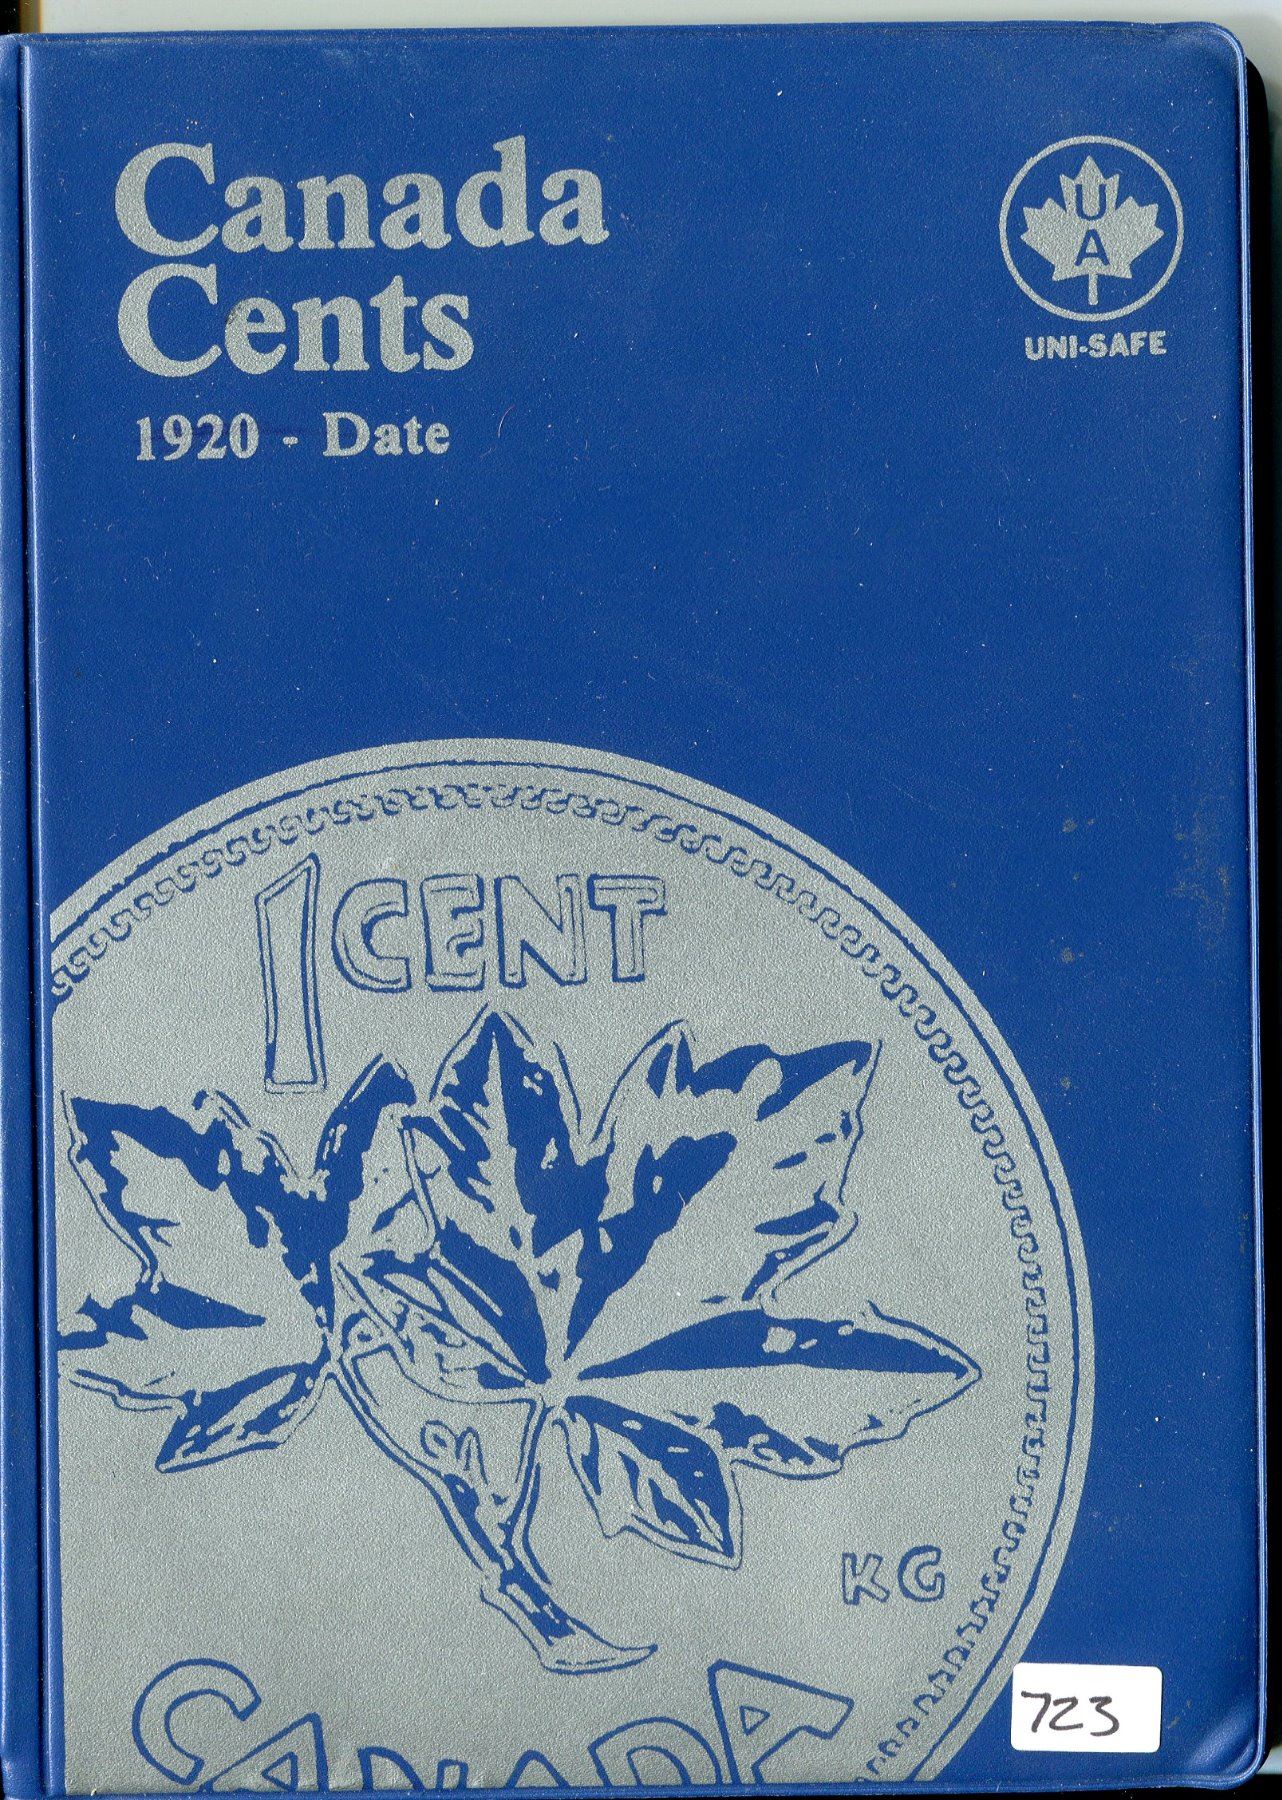 Canada
Cents
1920 - Date
U
A
UNI-SAFE
1 CENT
KG
CANADA
723